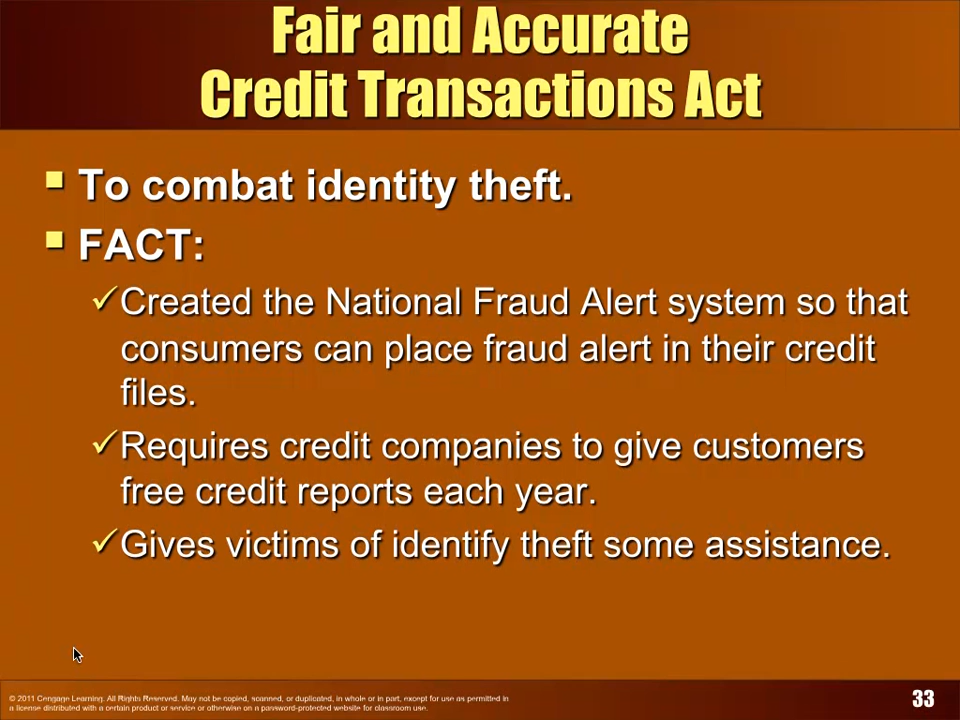 Fair and Accurate
Credit Transactions Act
To combat identity theft.
FACT:
Created the National Fraud Alert system so that
consumers can place fraud alert in their credit
files.
Requires credit companies to give customers
free credit reports each year.
Gives victims of identify theft some assistance.
© 2011 Cengage Learning. All Rights Reserved. May not be copied, scanned, or duplicated, in whole or in part, except for use as permitted in
a license distributed with a certain product or service or otherwise on a password-protected website for classroom use.
33